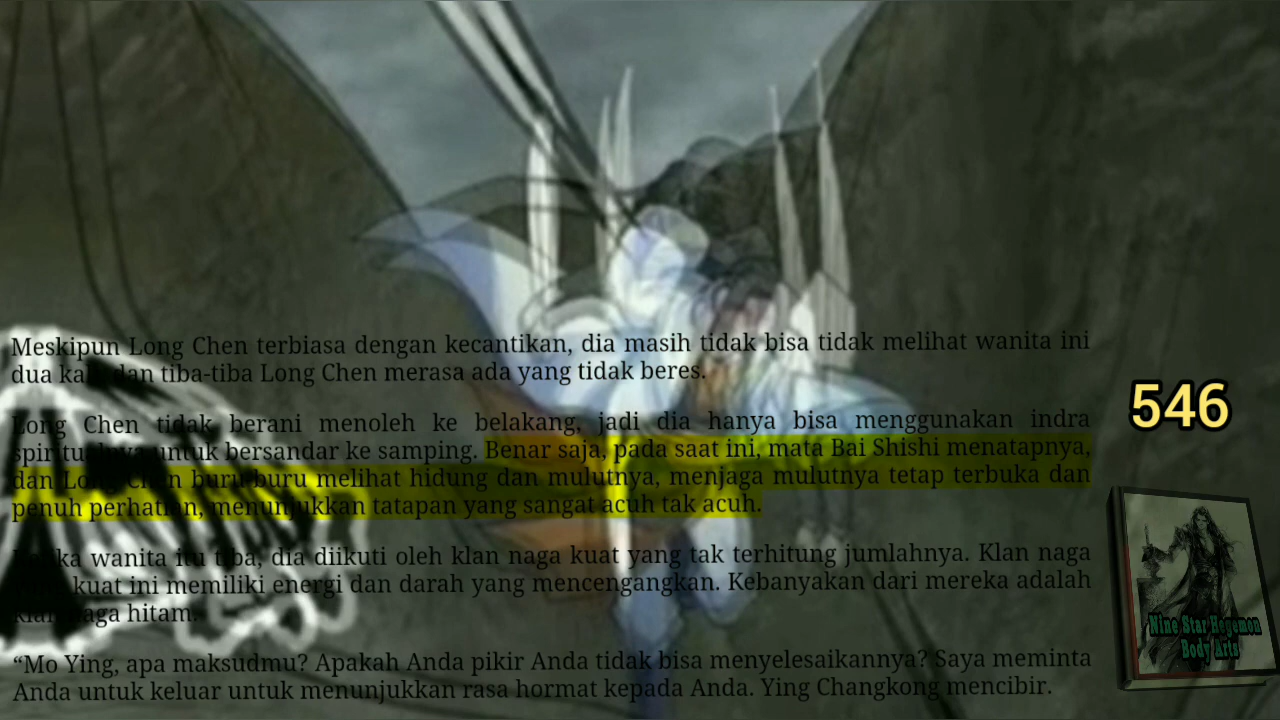 Meskipun Long Chen terbiasa dengan kecantikan, dia masih tidak bisa tidak melihat wanita ini
dua kali dan tiba-tiba Long Chen merasa ada yang tidak beres.
Long Chen tidak berani menoleh ke belakang, jadi dia hanya bisa menggunakan indra
spiritualnya untuk bersandar ke samping. Benar saja, pada saat ini, mata Bai Shishi menatapnya,
dan Long Chen buru-buru melihat hidung dan mulutnya, menjaga mulutnya tetap terbuka dan
penuh perhatian, menunjukkan tatapan yang sangat acuh tak acuh.
Ketika wanita itu tiba, dia diikuti oleh klan naga kuat yang tak terhitung jumlahnya. Klan naga
kuat ini memiliki energi dan darah yang mencengangkan. Kebanyakan dari mereka adalah
klan naga hitam.
“Mo Ying, apa maksudmu? Apakah Anda pikir Anda tidak bisa menyelesaikannya? Saya meminta
Anda untuk keluar untuk menunjukkan rasa hormat kepada Anda. Ying Changkong mencibir.
546
Nine Star Hegemon
Body Arts